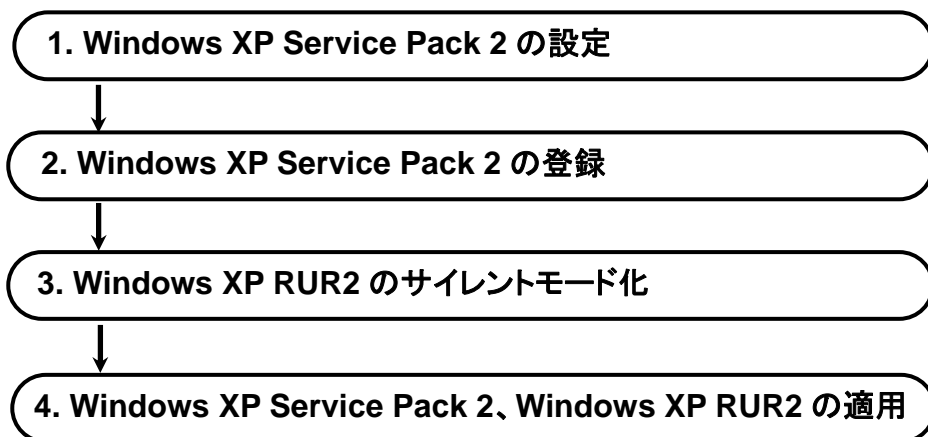 1. Windows XP Service Pack 2 の設定
2. Windows XP Service Pack 2 の登録
3. Windows XP RUR2 のサイレントモード化
4. Windows XP Service Pack 2、Windows XP RUR2 の適用